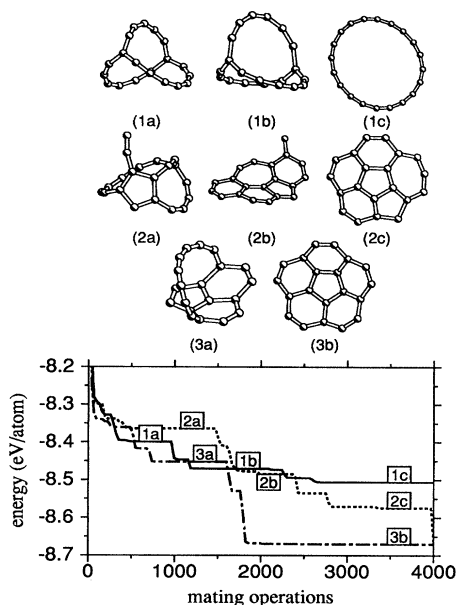 (1a) (1b) (1c)
(2a) (2b) (2c)
(3a) (3b)
-8.2
-8.3
-8.4
-8.5
-8.6
-8.7
energy (eV/atom)
2a
1a
3a
1b
2b
1c
2c
3b
0 1000 2000 3000 4000
mating operations